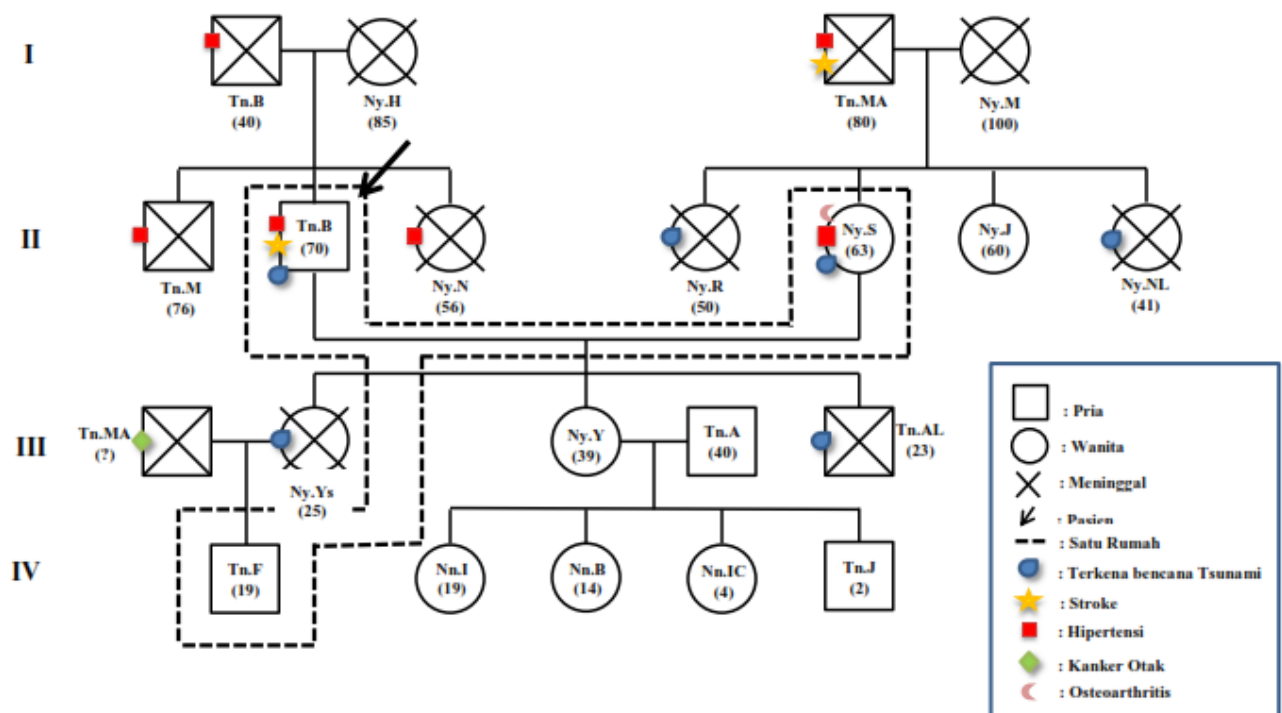 I
Tn.B
(40)
Ny.H
(85)
Tn.MA
(80)
Ny.M
(100)
II
Tn.M
(76)
Tn.B
(70)
Ny.N
(56)
Ny.R
(50)
Ny.S
(63)
Ny.J
(60)
Ny.NL
(41)
III
Tn.MA
(?)
Ny.Ys
(25)
Ny.Y
(39)
Tn.A
(40)
Tn.AL
(23)
IV
Tn.F
(19)
Nn.I
(19)
Nn.B
(14)
Nn.IC
(4)
Tn.J
(2)
: Pria
: Wanita
: Meninggal
: Pasien
: Satu Rumah
: Terkena bencana Tsunami
: Stroke
: Hipertensi
: Kanker Otak
: Osteoarthritis